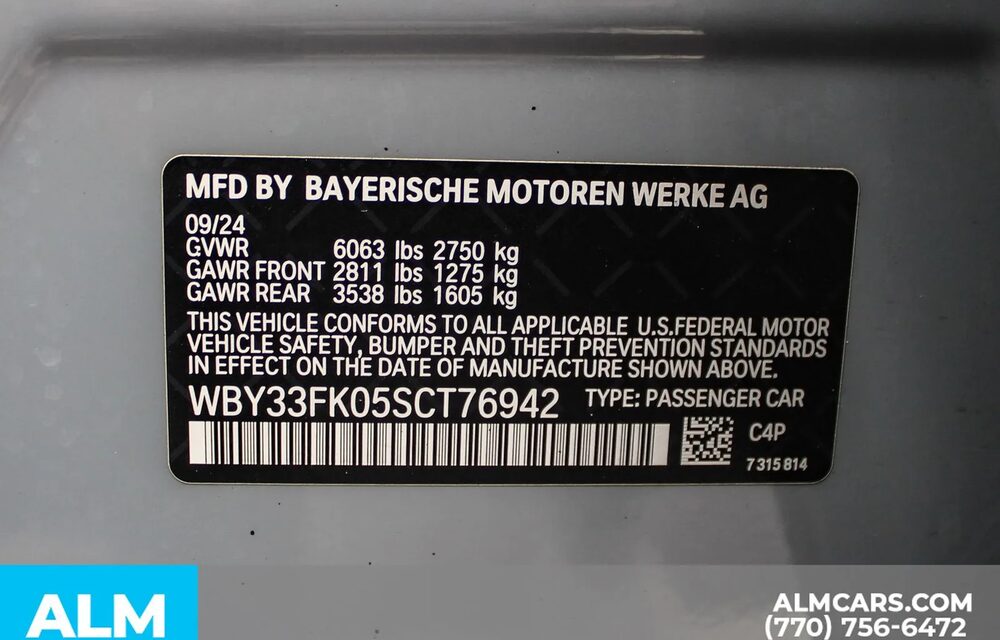 MFD BY BAYERISCHE MOTOREN WERKE AG
09/24
GVWR 6063 lbs 2750 kg
GAWR FRONT 2811 lbs 1275 kg
GAWR REAR 3538 lbs 1605 kg
THIS VEHICLE CONFORMS TO ALL APPLICABLE U.S.FEDERAL MOTOR
VEHICLE SAFETY, BUMPER AND THEFT PREVENTION STANDARDS
IN EFFECT ON THE DATE OF MANUFACTURE SHOWN ABOVE.
WBY33FK05SCT76942 TYPE: PASSENGER CAR
C4P
7315814
ALM
ALMCARS.COM
(770) 756-6472